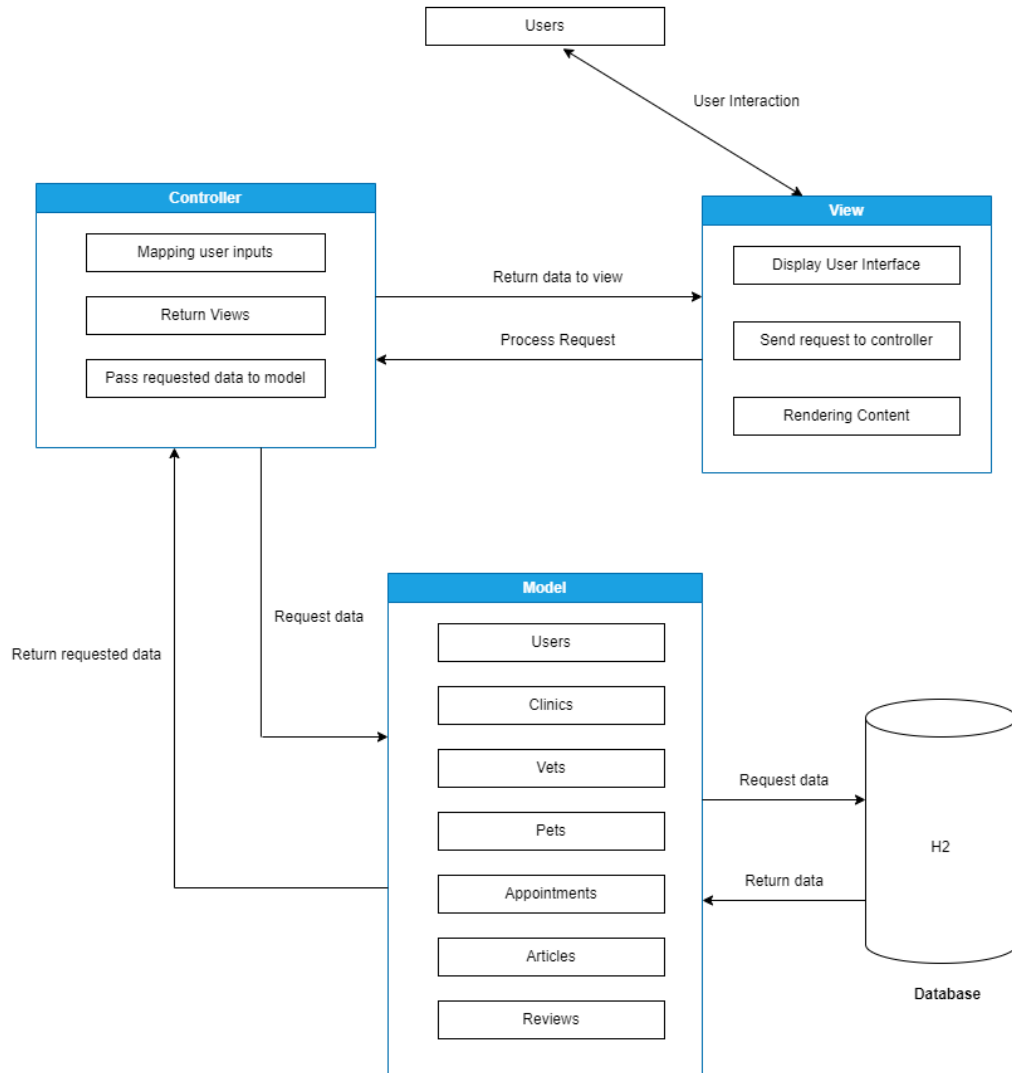 Users
User Interaction
Controller
Mapping user inputs
Return Views
Pass requested data to model
Return data to view
Process Request
View
Display User Interface
Send request to controller
Rendering Content
Return requested data
Request data
Model
Users
Clinics
Vets
Pets
Appointments
Articles
Reviews
Request data
Return data
H2
Database